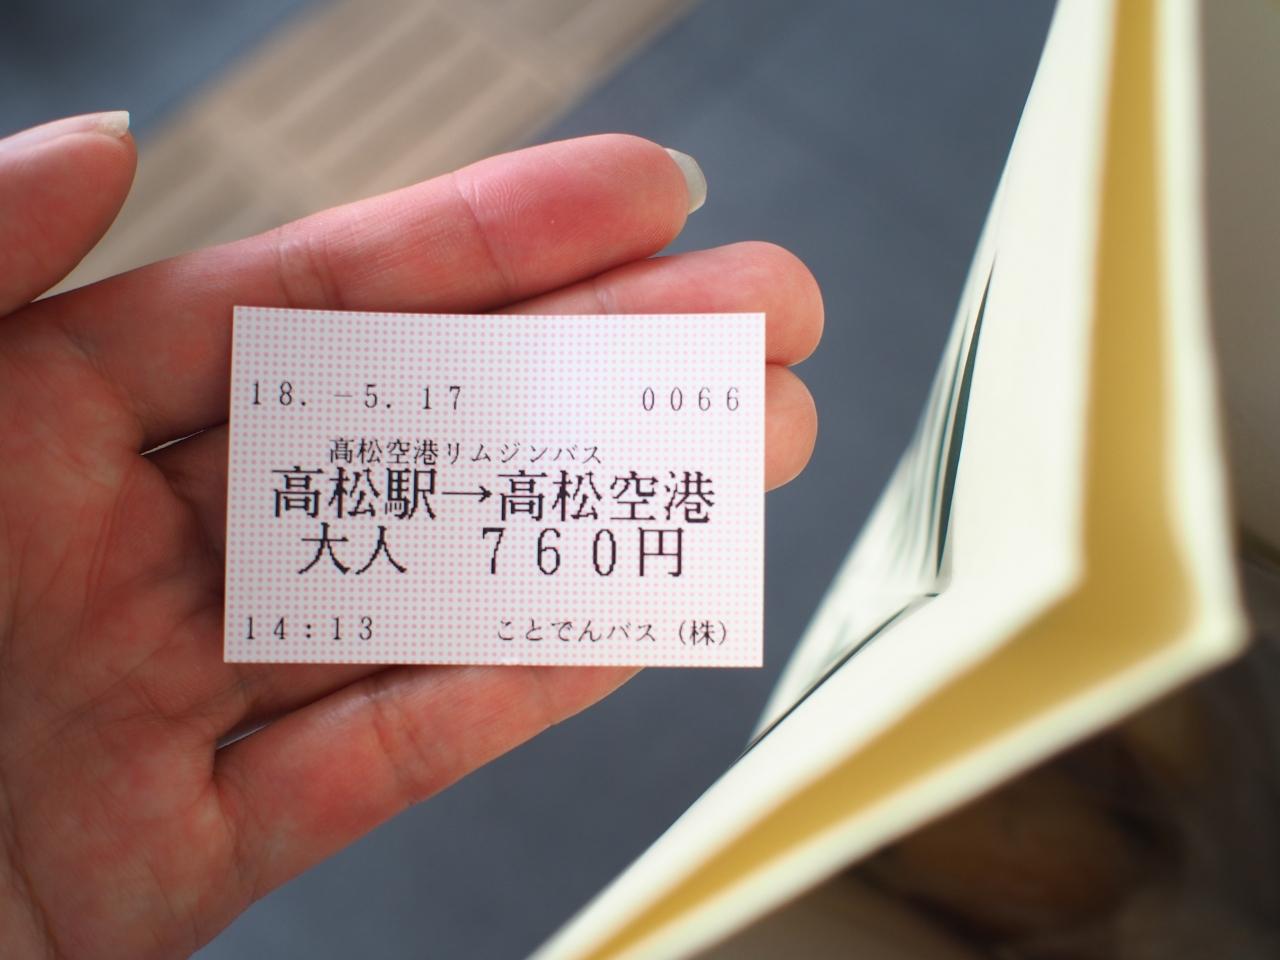 18. －5. 17 0066
高松空港リムジンバス
高松駅→高松空港
大人 760円
14:13 ことでんバス（株）